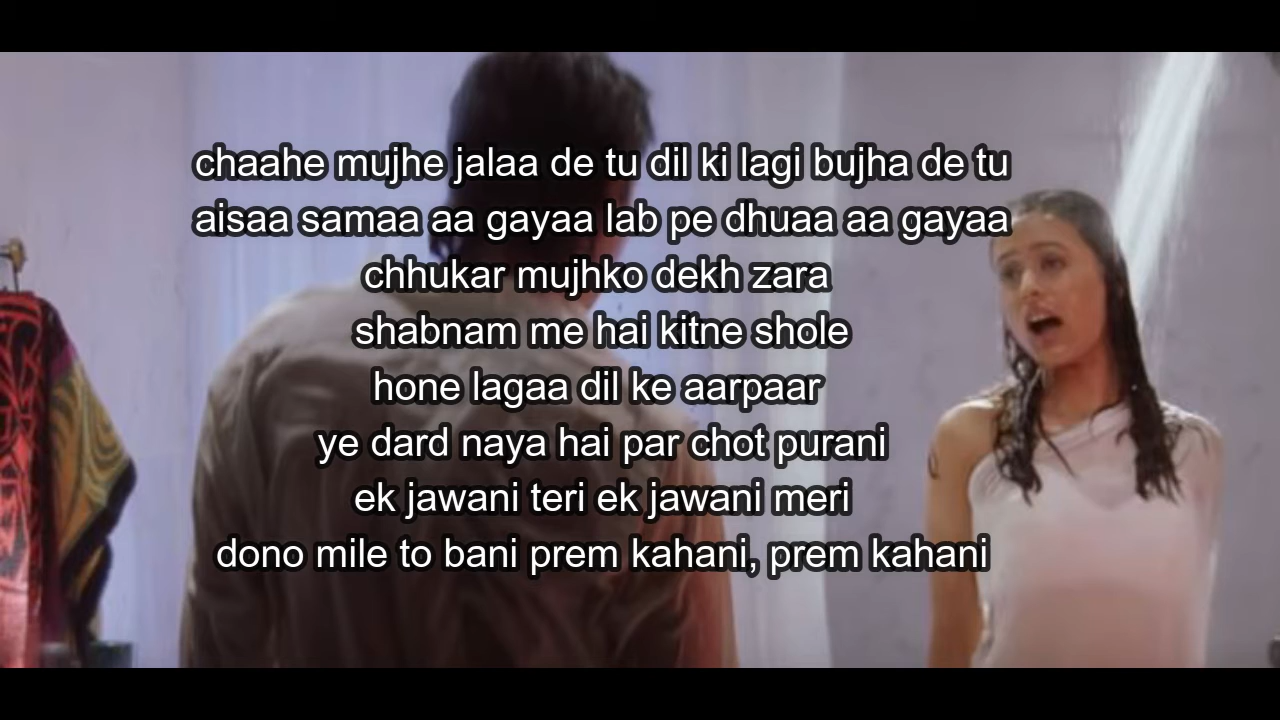 chaahe mujhe jalaa de tu dil ki lagi bujha de tu
aisaa samaa aa gayaa lab pe dhuaa aa gayaa
chhukar mujhko dekh zara
shabnam me hai kitne shole
hone lagaa dil ke aarpaar
ye dard naya hai par chot purani
ek jawani teri ek jawani meri
dono mile to bani prem kahani, prem kahani